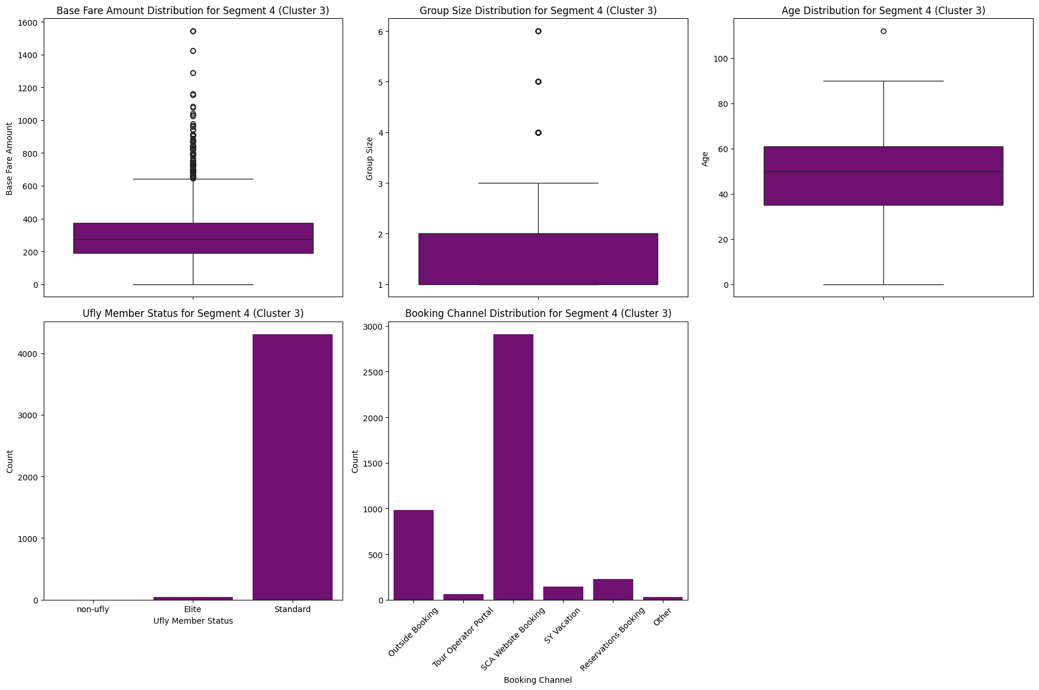 Base Fare Amount Distribution for Segment 4 (Cluster 3)
Base Fare Amount
1600
1400
1200
1000
800
600
400
200
0
Group Size Distribution for Segment 4 (Cluster 3)
Group Size
6
5
4
3
2
1
Age Distribution for Segment 4 (Cluster 3)
Age
100
80
60
40
20
0
Ufly Member Status for Segment 4 (Cluster 3)
Count
4000
3000
2000
1000
0
non-ufly
Elite
Standard
Ufly Member Status
Booking Channel Distribution for Segment 4 (Cluster 3)
Count
3000
2500
2000
1500
1000
500
0
Outside Booking
Tour Operator Portal
SCA Website Booking
SY Vacation
Reservations Booking
Other
Booking Channel